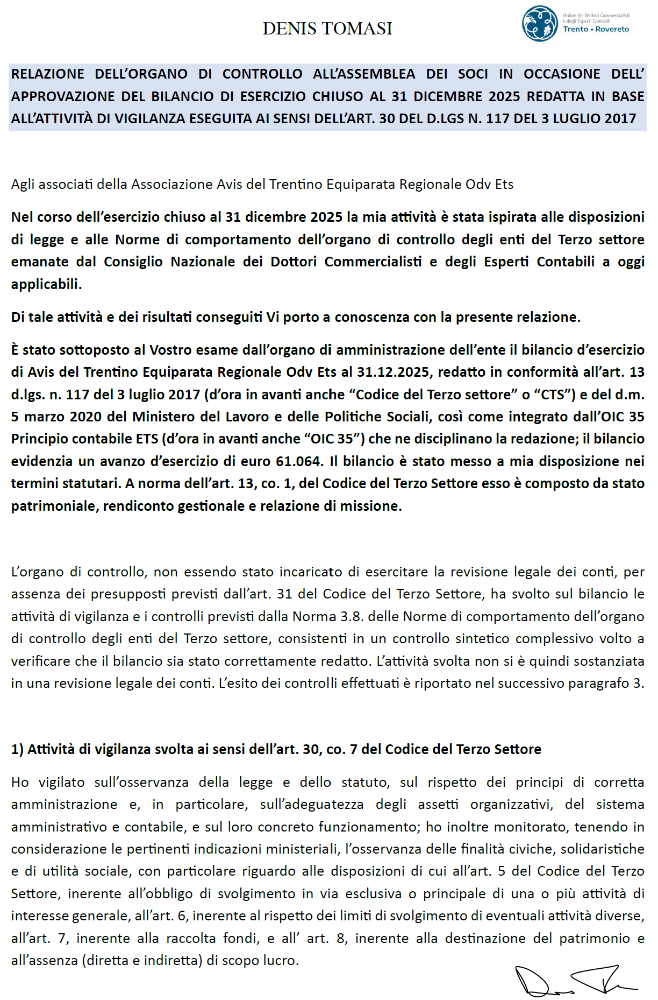 DENIS TOMASI
Ordine dei Dottori Commercialisti
e degli Esperti Contabili
Trento • Rovereto
RELAZIONE DELL’ORGANO DI CONTROLLO ALL’ASSEMBLEA DEI SOCI IN OCCASIONE DELL’
APPROVAZIONE DEL BILANCIO DI ESERCIZIO CHIUSO AL 31 DICEMBRE 2025 REDATTA IN BASE
ALL’ATTIVITÀ DI VIGILANZA ESEGUITA AI SENSI DELL’ART. 30 DEL D.LGS N. 117 DEL 3 LUGLIO 2017
Agli associati della Associazione Avis del Trentino Equiparata Regionale Odv Ets
Nel corso dell’esercizio chiuso al 31 dicembre 2025 la mia attività è stata ispirata alle disposizioni
di legge e alle Norme di comportamento dell’organo di controllo degli enti del Terzo settore
emanate dal Consiglio Nazionale dei Dottori Commercialisti e degli Esperti Contabili a oggi
applicabili.
Di tale attività e dei risultati conseguiti Vi porto a conoscenza con la presente relazione.
È stato sottoposto al Vostro esame dall’organo di amministrazione dell’ente il bilancio d’esercizio
di Avis del Trentino Equiparata Regionale Odv Ets al 31.12.2025, redatto in conformità all’art. 13
d.lgs. n. 117 del 3 luglio 2017 (d’ora in avanti anche “Codice del Terzo settore” o “CTS”) e del d.m.
5 marzo 2020 del Ministero del Lavoro e delle Politiche Sociali, così come integrato dall’OIC 35
Principio contabile ETS (d’ora in avanti anche “OIC 35”) che ne disciplinano la redazione; il bilancio
evidenzia un avanzo d’esercizio di euro 61.064. Il bilancio è stato messo a mia disposizione nei
termini statutari. A norma dell’art. 13, co. 1, del Codice del Terzo Settore esso è composto da stato
patrimoniale, rendiconto gestionale e relazione di missione.
L’organo di controllo, non essendo stato incaricato di esercitare la revisione legale dei conti, per
assenza dei presupposti previsti dall’art. 31 del Codice del Terzo Settore, ha svolto sul bilancio le
attività di vigilanza e i controlli previsti dalla Norma 3.8. delle Norme di comportamento dell’organo
di controllo degli enti del Terzo settore, consistenti in un controllo sintetico complessivo volto a
verificare che il bilancio sia stato correttamente redatto. L’attività svolta non si è quindi sostanziata
in una revisione legale dei conti. L’esito dei controlli effettuati è riportato nel successivo paragrafo 3.
1) Attività di vigilanza svolta ai sensi dell’art. 30, co. 7 del Codice del Terzo Settore
Ho vigilato sull’osservanza della legge e dello statuto, sul rispetto dei principi di corretta
amministrazione e, in particolare, sull’adeguatezza degli assetti organizzativi, del sistema
amministrativo e contabile, e sul loro concreto funzionamento; ho inoltre monitorato, tenendo in
considerazione le pertinenti indicazioni ministeriali, l’osservanza delle finalità civiche, solidaristiche
e di utilità sociale, con particolare riguardo alle disposizioni di cui all’art. 5 del Codice del Terzo
Settore, inerente all’obbligo di svolgimento in via esclusiva o principale di una o più attività di
interesse generale, all’art. 6, inerente al rispetto dei limiti di svolgimento di eventuali attività diverse,
all’art. 7, inerente alla raccolta fondi, e all’ art. 8, inerente alla destinazione del patrimonio e
all’assenza (diretta e indiretta) di scopo lucro.